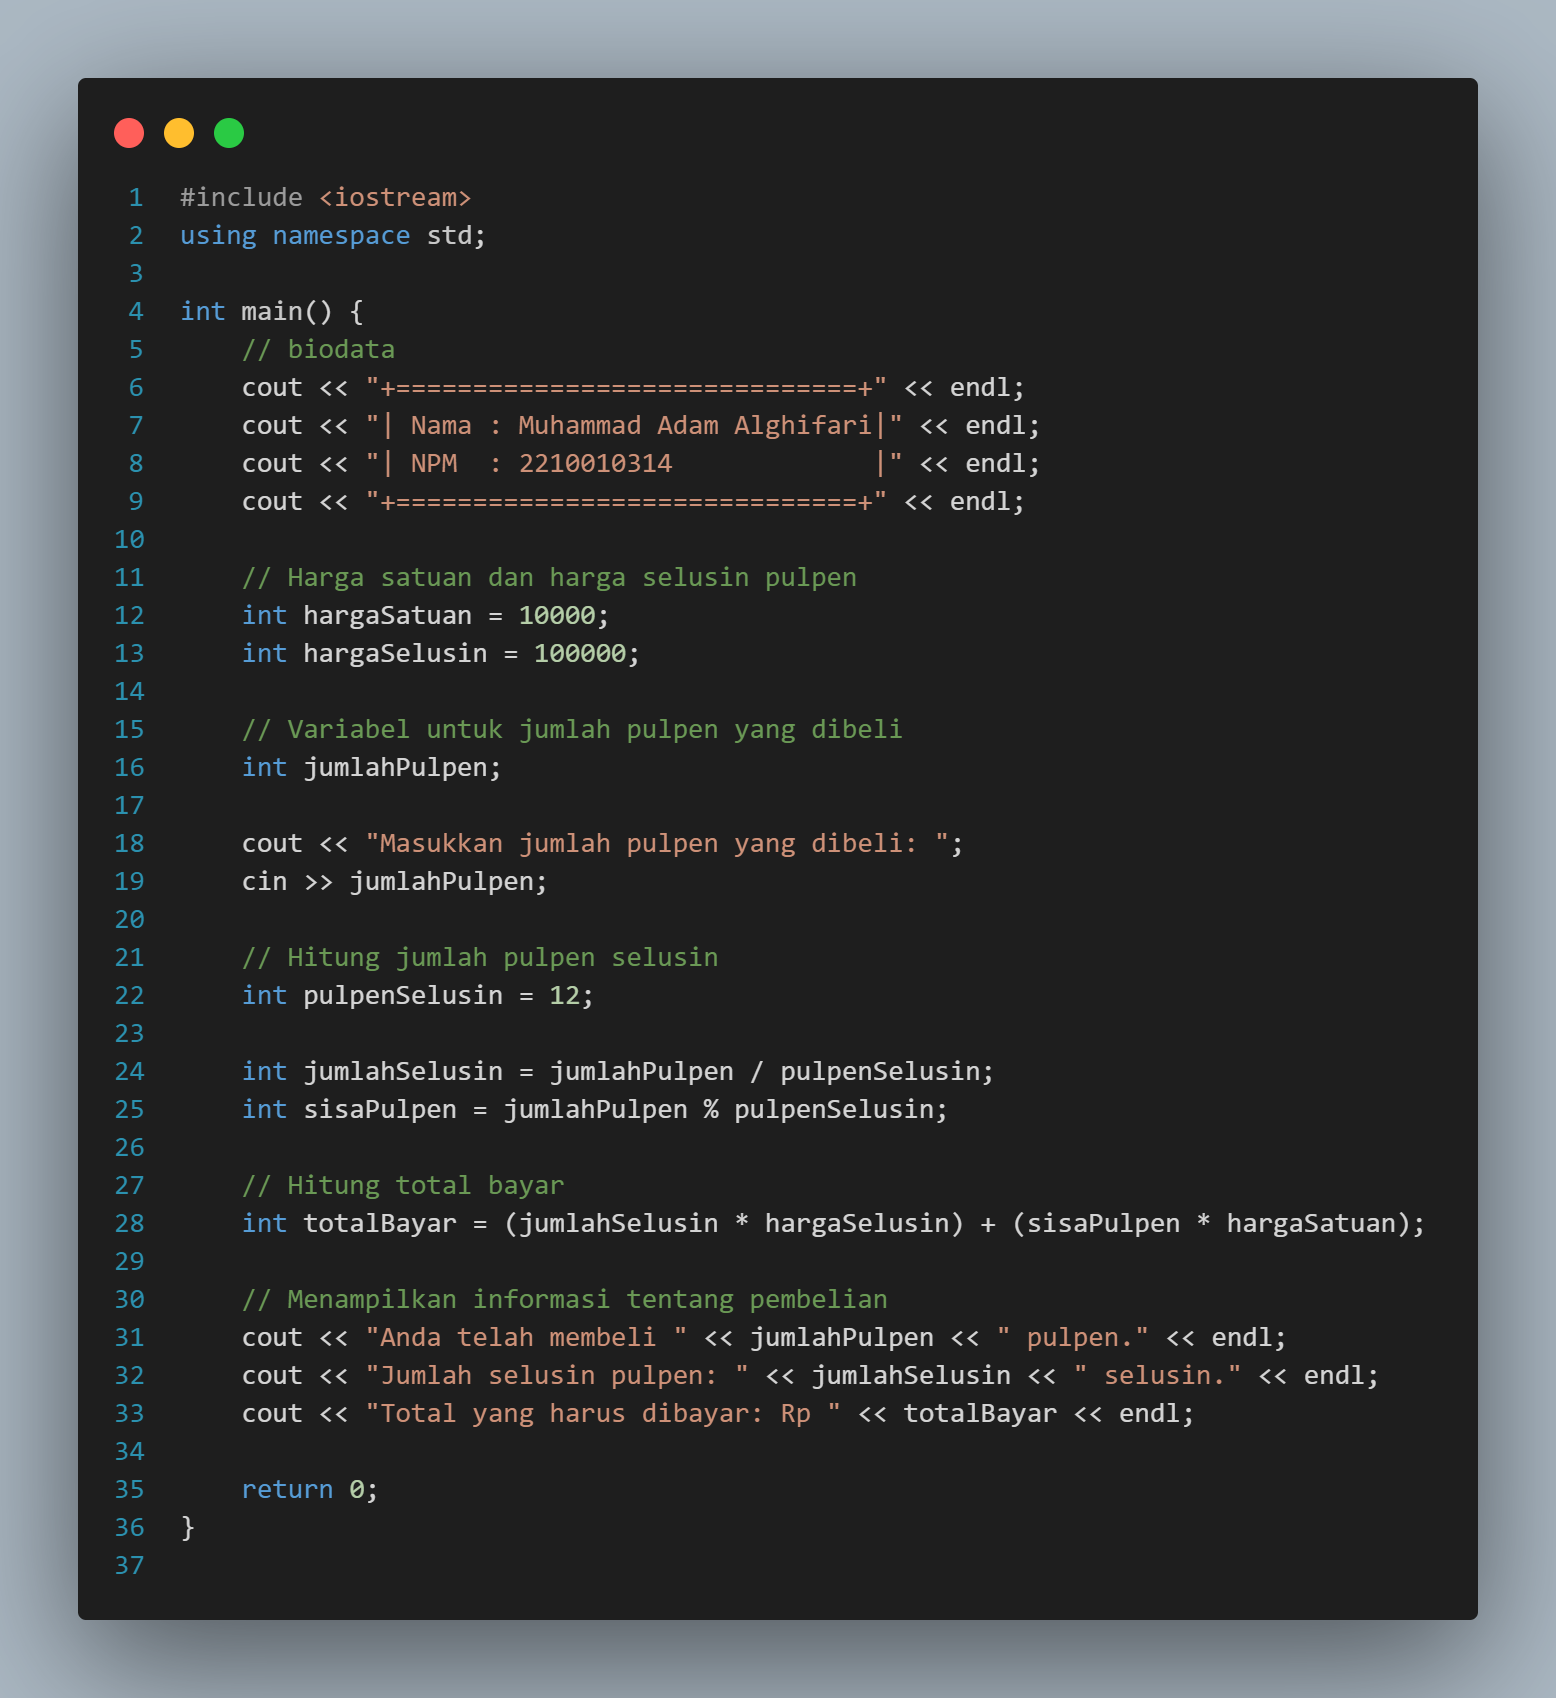 1 #include <iostream>
2 using namespace std;
3
4 int main() {
5     // biodata
6     cout << "+==============================+" << endl;
7     cout << "| Nama : Muhammad Adam Alghifari|" << endl;
8     cout << "| NPM  : 2210010314             |" << endl;
9     cout << "+==============================+" << endl;
10
11     // Harga satuan dan harga selusin pulpen
12     int hargaSatuan = 10000;
13     int hargaSelusin = 100000;
14
15     // Variabel untuk jumlah pulpen yang dibeli
16     int jumlahPulpen;
17
18     cout << "Masukkan jumlah pulpen yang dibeli: ";
19     cin >> jumlahPulpen;
20
21     // Hitung jumlah pulpen selusin
22     int pulpenSelusin = 12;
23
24     int jumlahSelusin = jumlahPulpen / pulpenSelusin;
25     int sisaPulpen = jumlahPulpen % pulpenSelusin;
26
27     // Hitung total bayar
28     int totalBayar = (jumlahSelusin * hargaSelusin) + (sisaPulpen * hargaSatuan);
29
30     // Menampilkan informasi tentang pembelian
31     cout << "Anda telah membeli " << jumlahPulpen << " pulpen." << endl;
32     cout << "Jumlah selusin pulpen: " << jumlahSelusin << " selusin." << endl;
33     cout << "Total yang harus dibayar: Rp " << totalBayar << endl;
34
35     return 0;
36 }
37